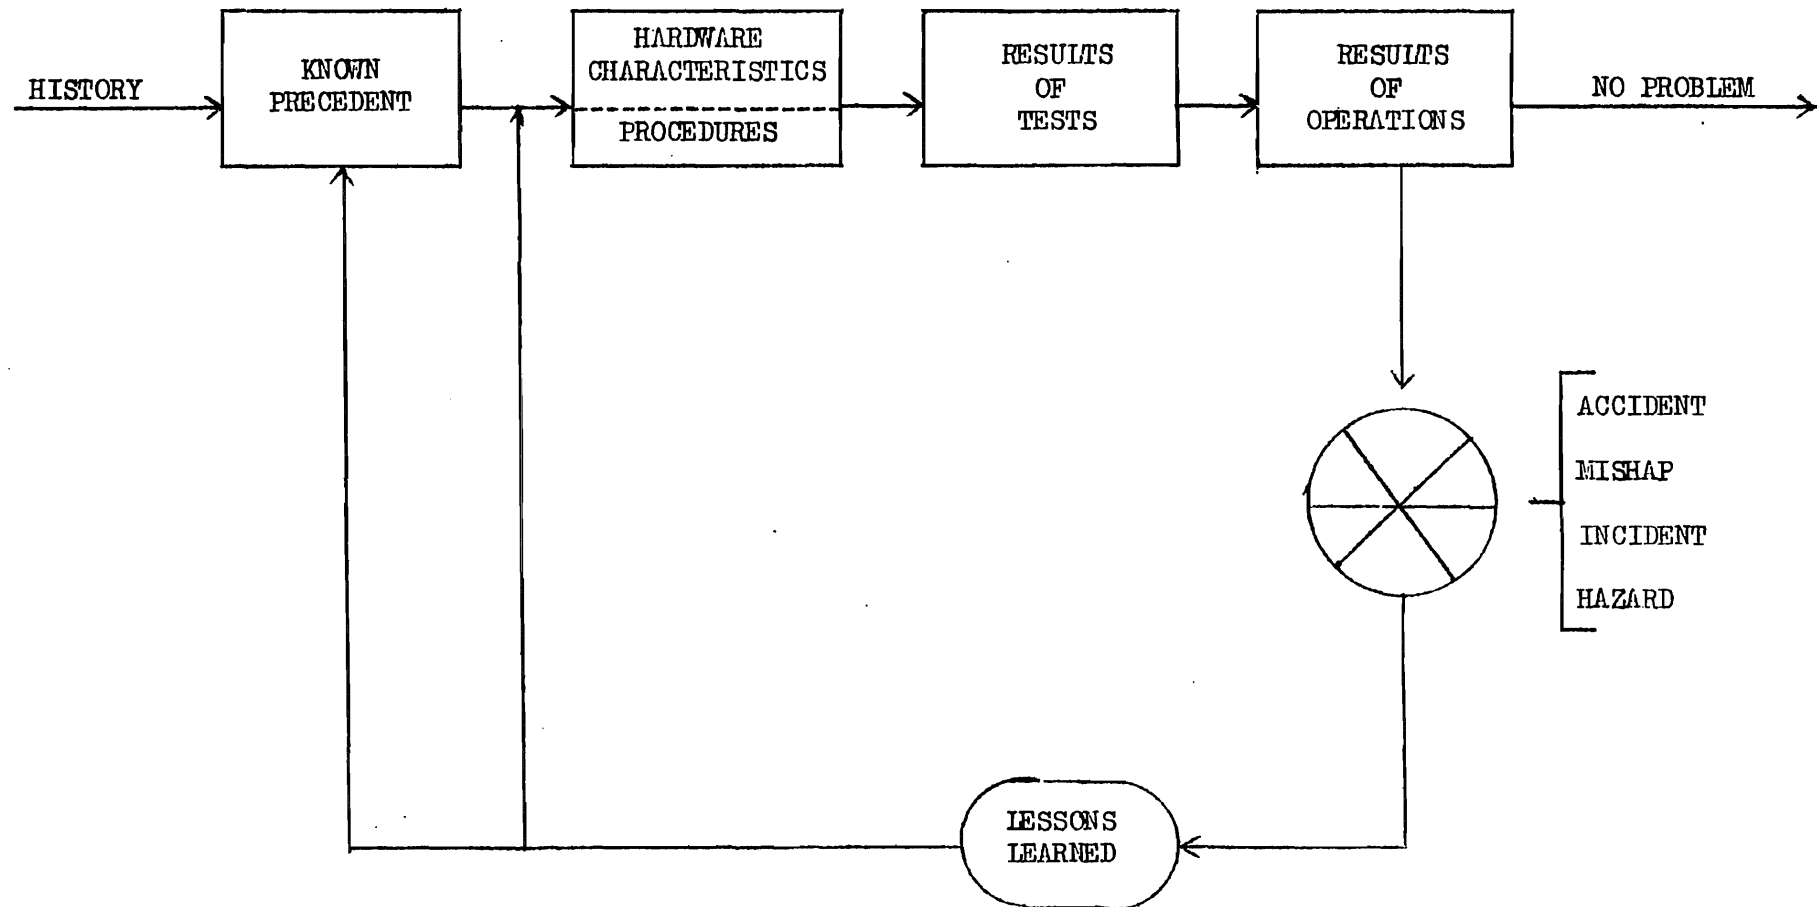 HISTORY
KNOWN
PRECEDENT
HARDWARE
CHARACTERISTICS
PROCEDURES
RESULTS
OF
TESTS
RESULTS
OF
OPERATIONS
NO PROBLEM
ACCIDENT
MISHAP
INCIDENT
HAZARD
LESSONS
LEARNED